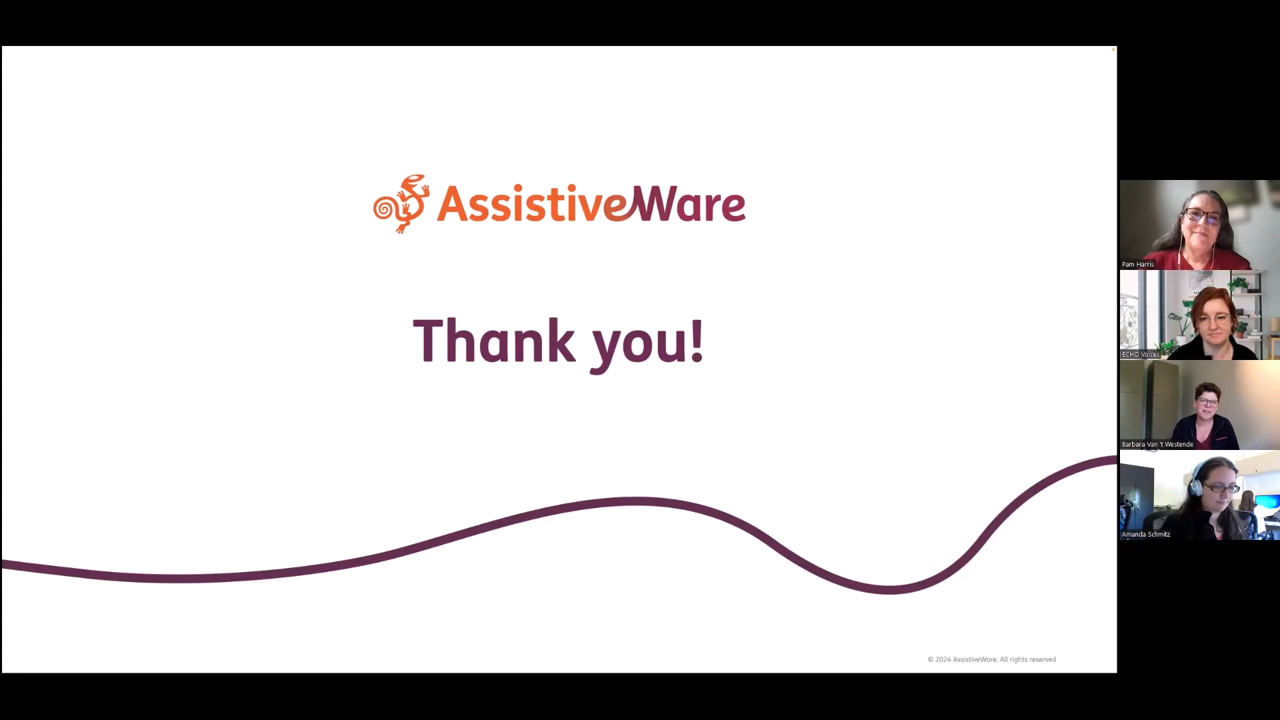 AssistiveWare
Thank you!
© 2024 AssistiveWare. All rights reserved
Pam Harris
ECHO Voices
Barbara Van 't Westende
Amanda Schmitz